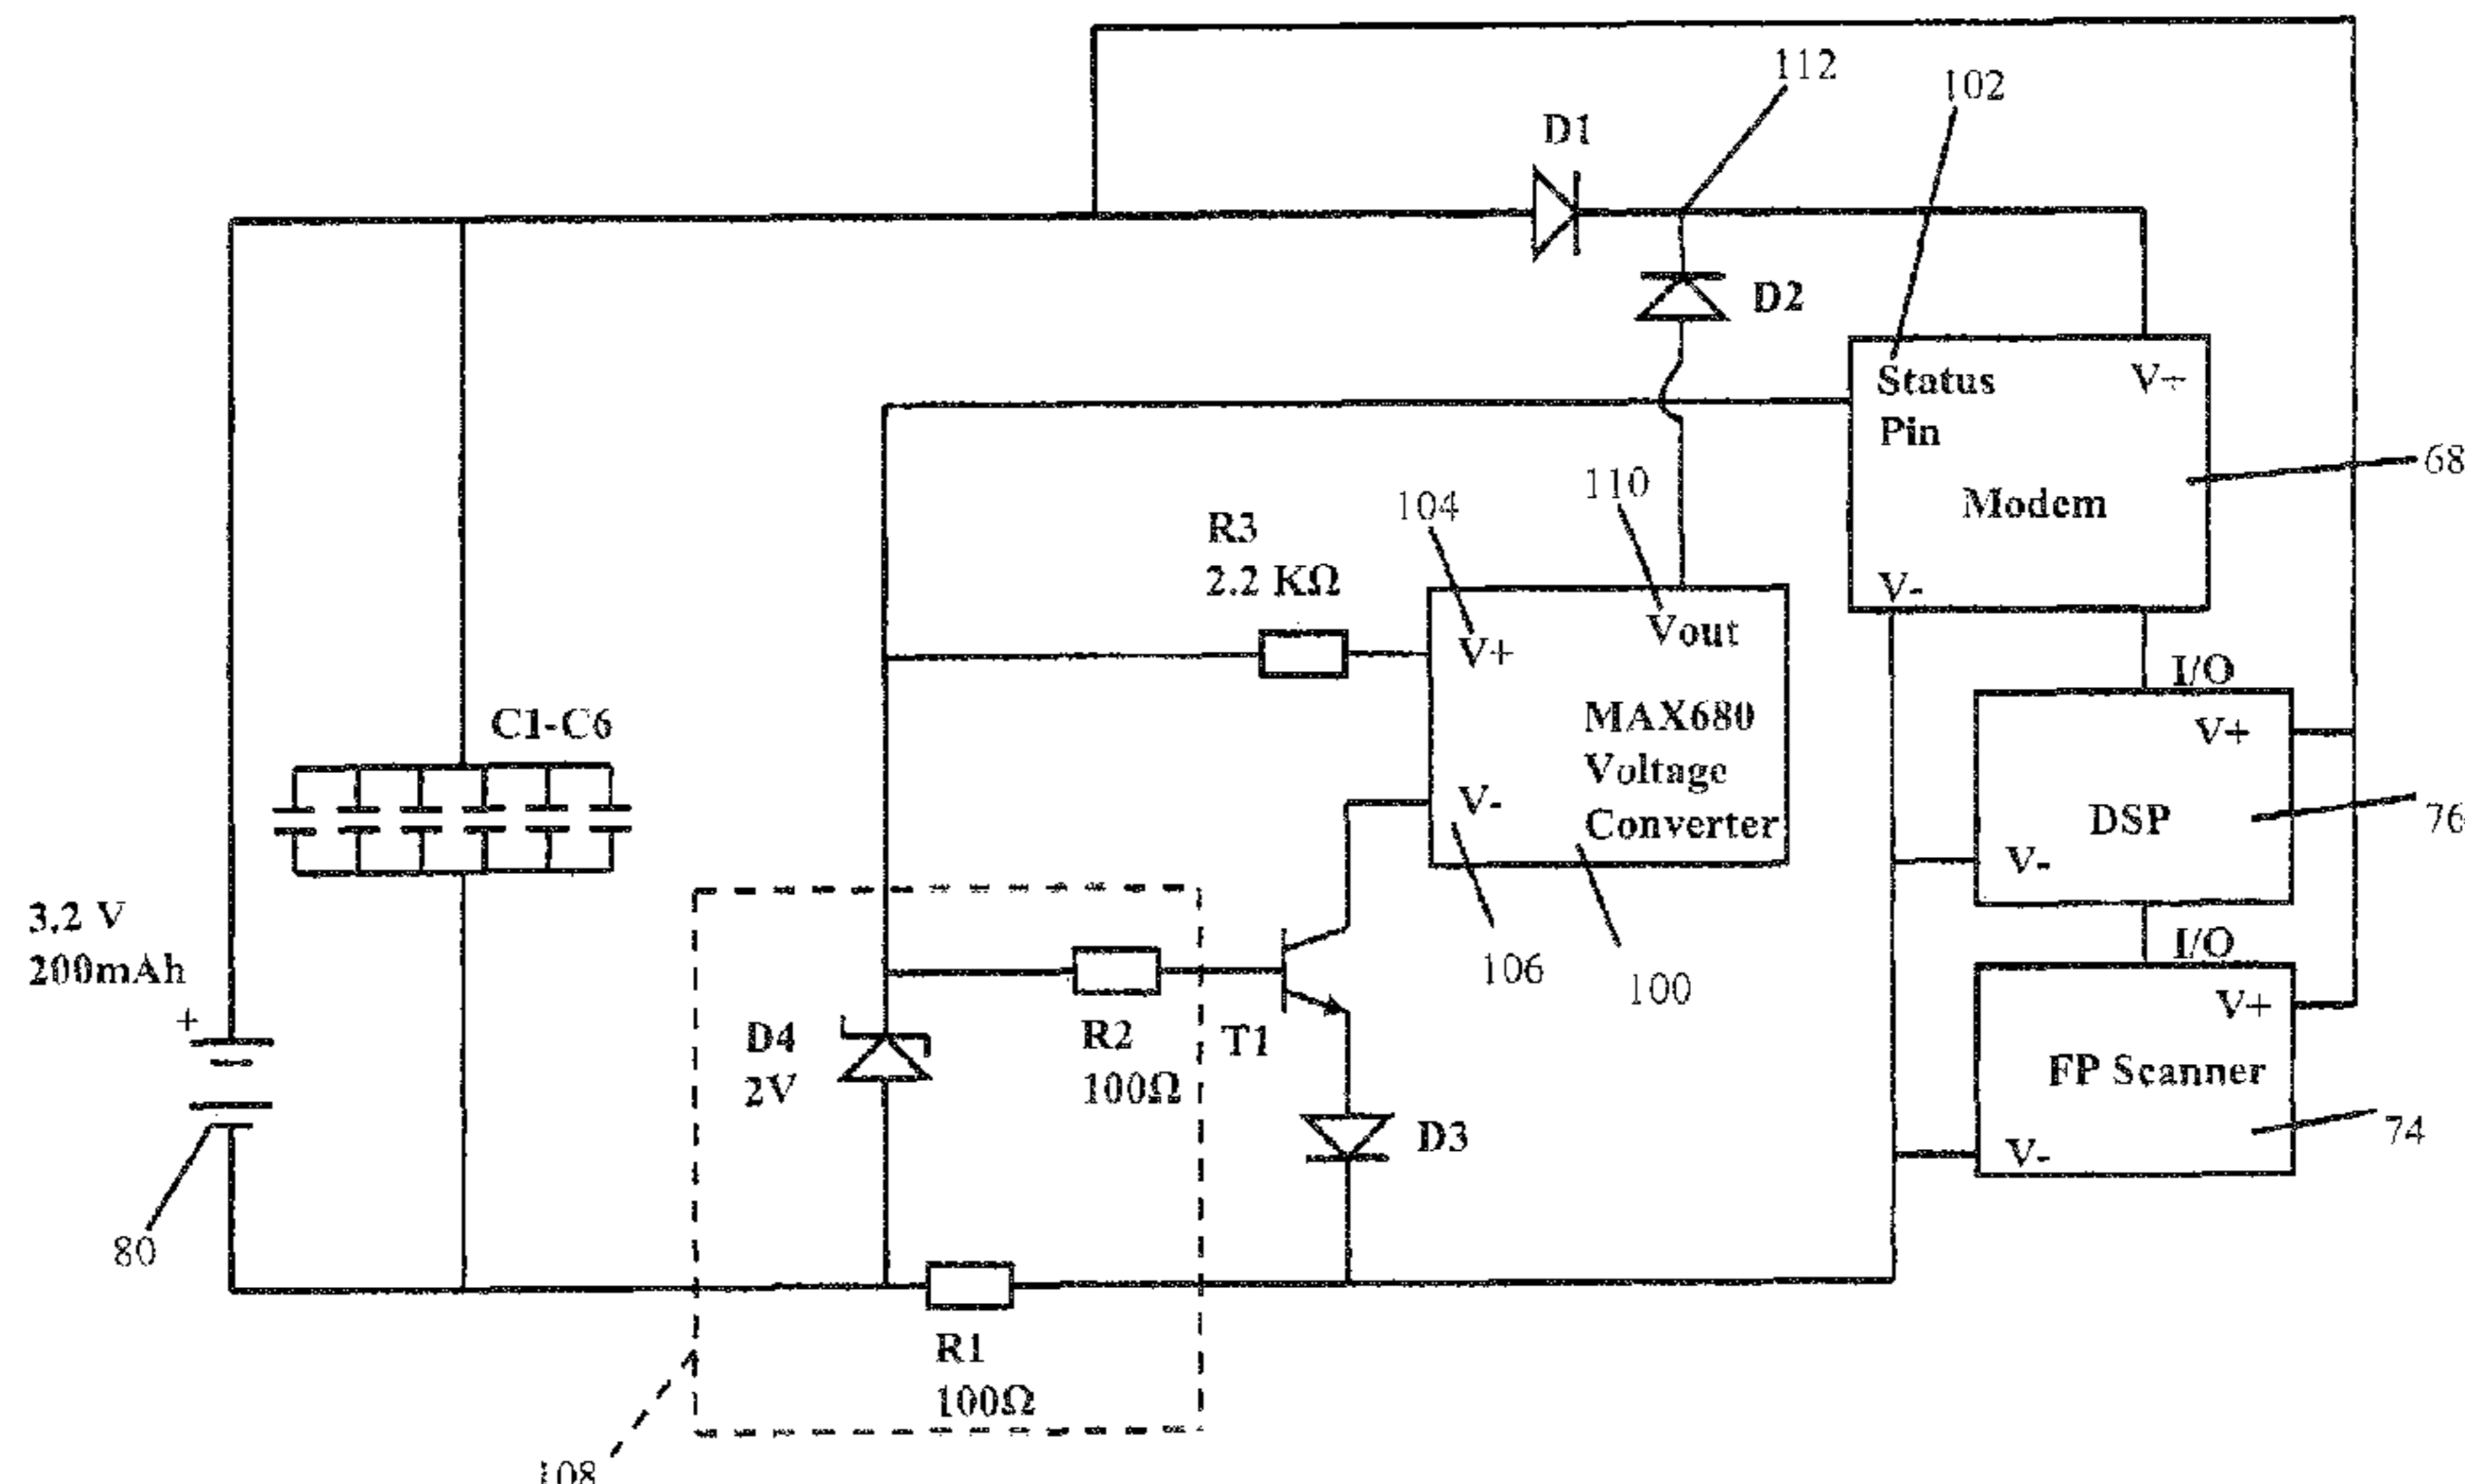 112
102
D1
D2
Status
Pin
V+
68
Modem
V-
110
104
R3
2.2 KΩ
V+
Vout
MAX680
Voltage
Converter
V-
106
100
I/O
V+
76
DSP
V-
I/O
V+
FP Scanner
74
V-
C1-C6
3.2 V
200mAh
+
80
D4
2V
R2
100Ω
T1
D3
R1
100Ω
108